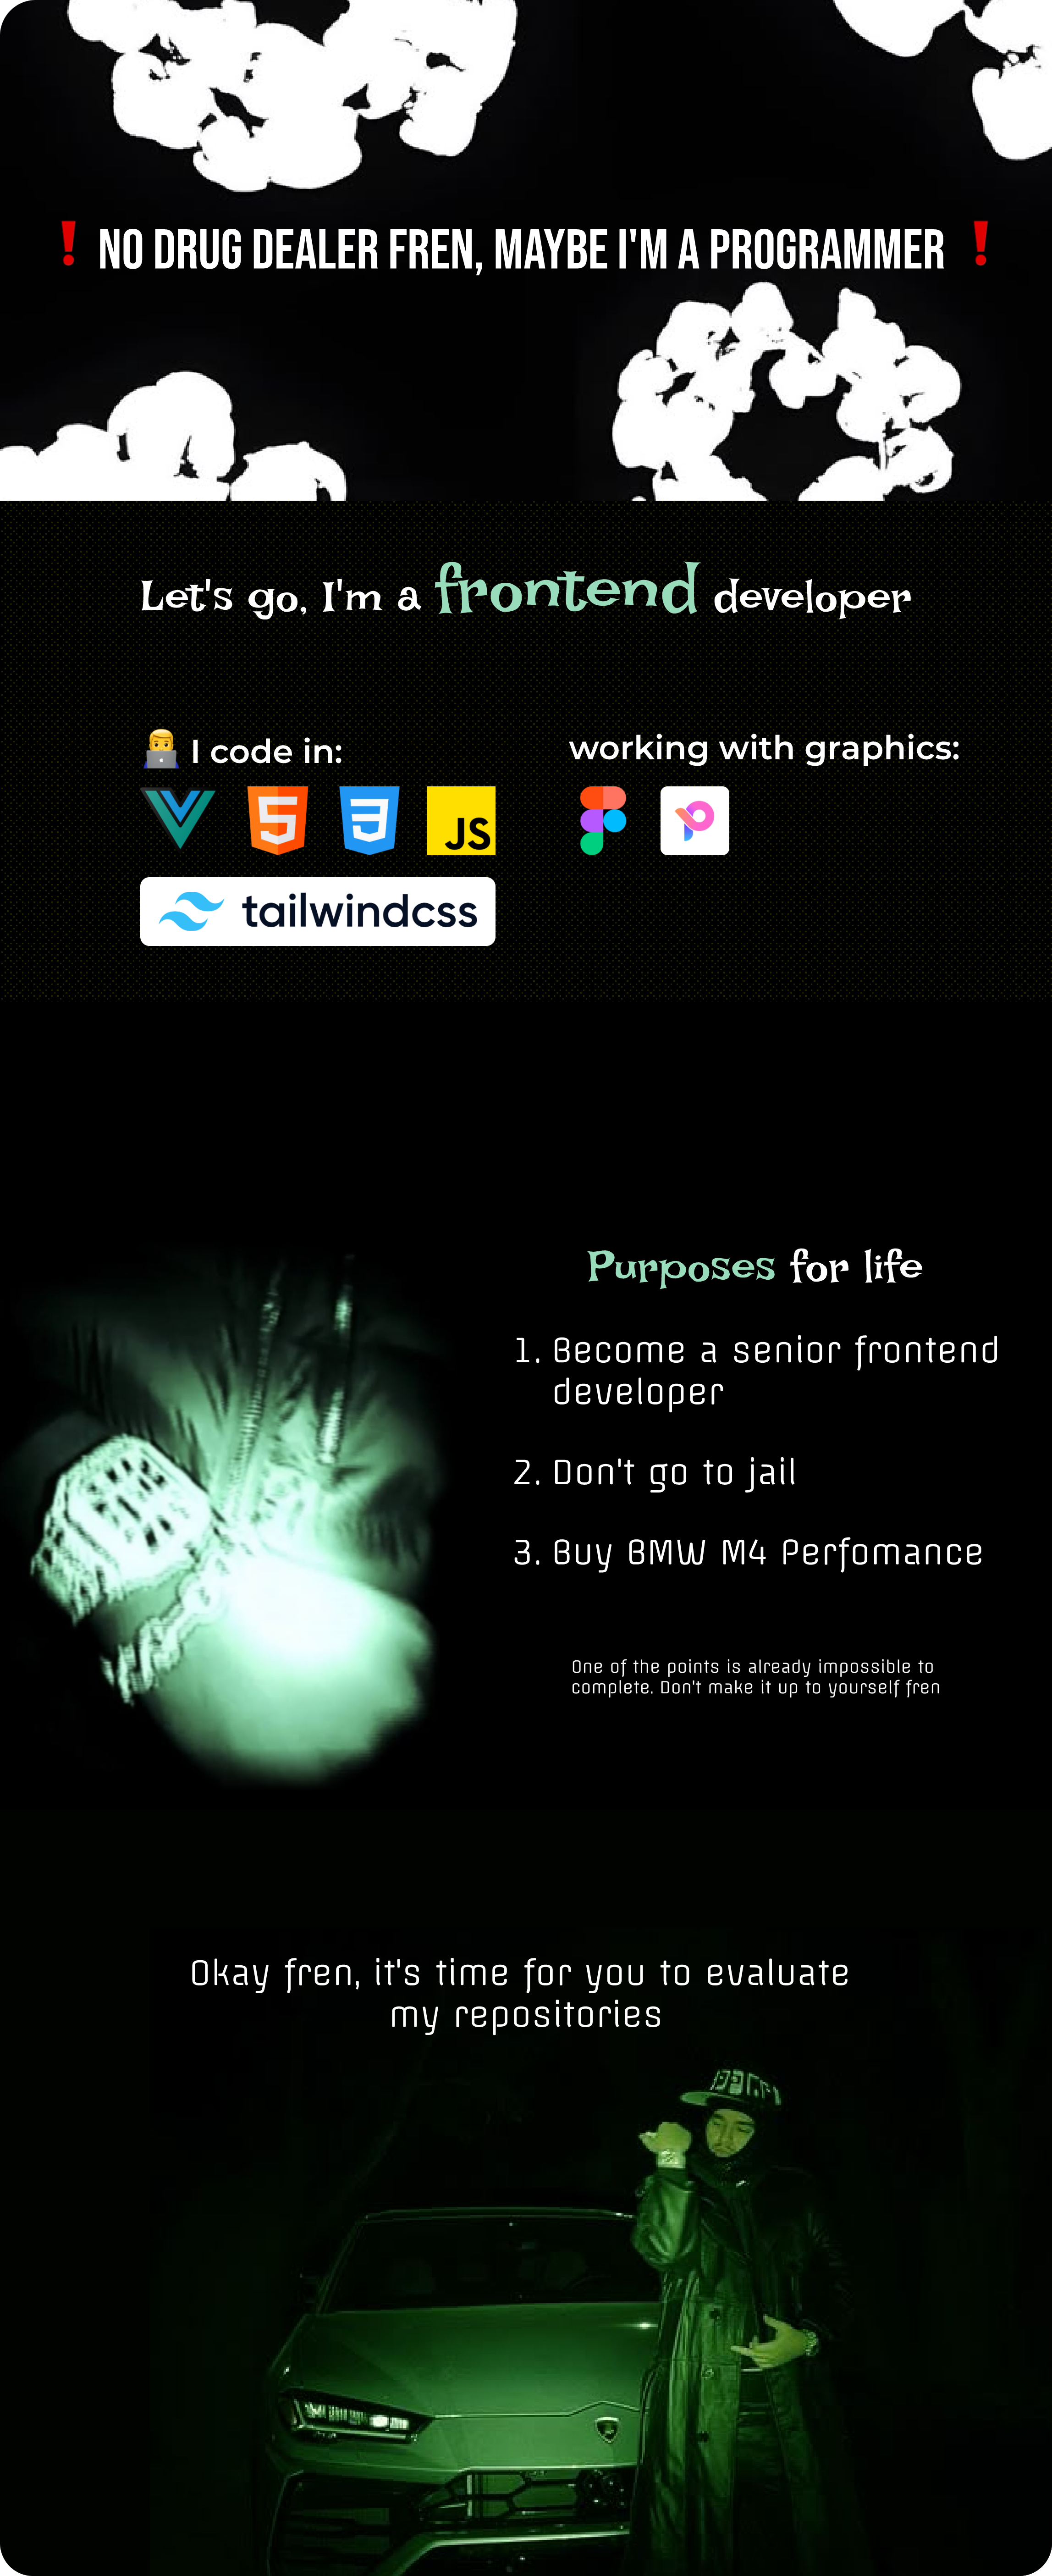 ❗ NO DRUG DEALER FREN, MAYBE I'M A PROGRAMMER ❗
Let's go, I'm a frontend developer
I code in:
working with graphics:
5
3
JS
tailwindcss
Purposes for life
1. Become a senior frontend
developer
2. Don't go to jail
3. Buy BMW M4 Perfomance
One of the points is already impossible to
complete. Don't make it up to yourself fren
Okay fren, it's time for you to evaluate
my repositories